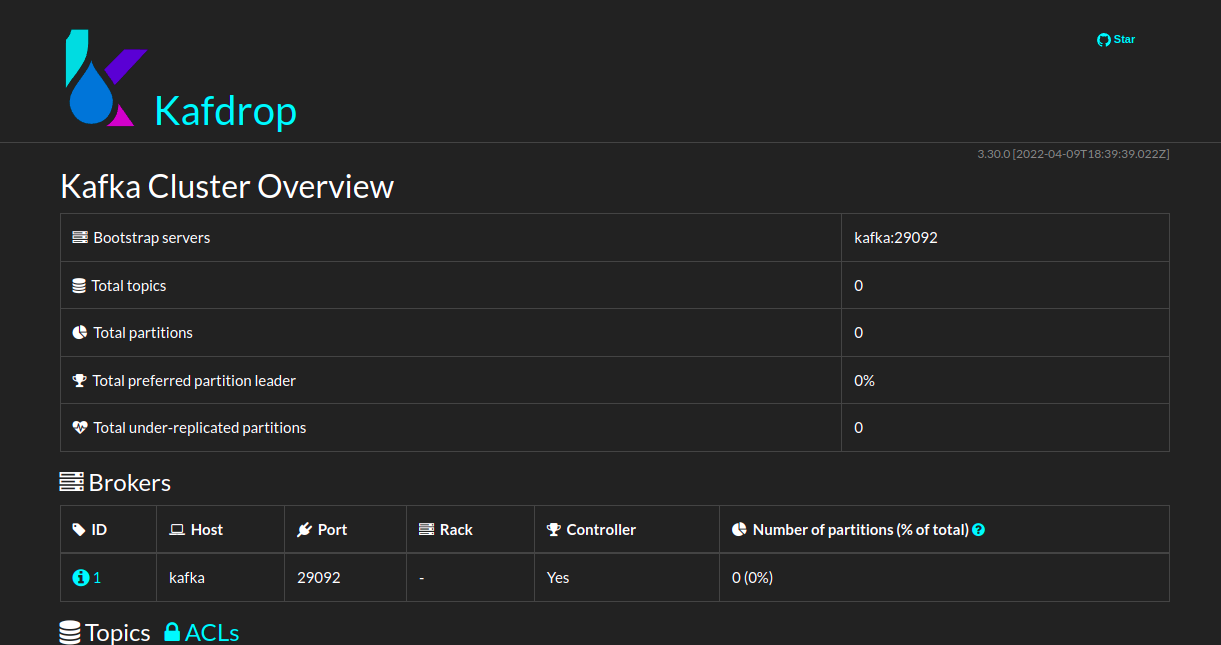 Star
Kafdrop
3.30.0 [2022-04-09T18:39:39.022Z]
Kafka Cluster Overview
Bootstrap servers kafka:29092
Total topics 0
Total partitions 0
Total preferred partition leader 0%
Total under-replicated partitions 0
Brokers
ID Host Port Rack Controller Number of partitions (% of total)
1 kafka 29092 - Yes 0 (0%)
Topics ACLs